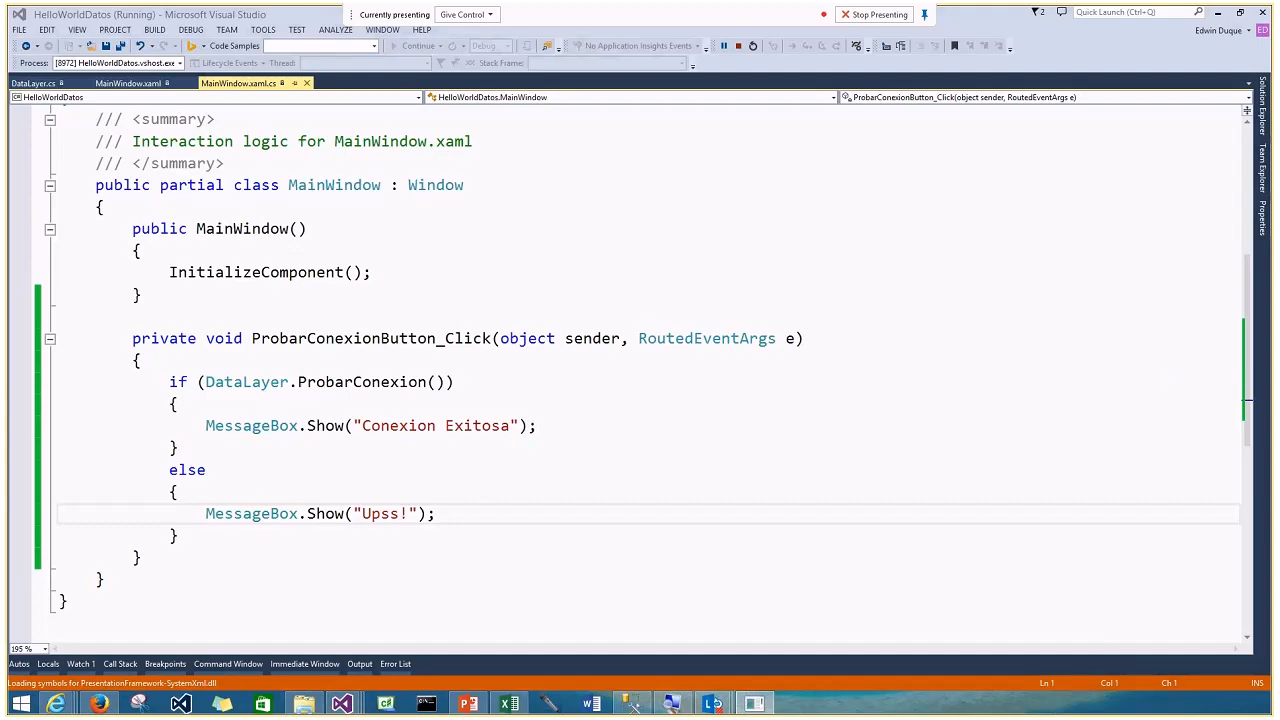 HelloWorldDatos (Running) - Microsoft Visual Studio
Currently presenting Give Control Stop Presenting
2 Quick Launch (Ctrl+Q)
FILE EDIT VIEW PROJECT BUILD DEBUG TEAM TOOLS TEST ANALYZE WINDOW HELP
Edwin Duque ED
Code Samples Continue Debug No Application Insights Events
Process: [8972] HelloWorldDatos.vshost.exe Lifecycle Events Thread: Stack Frame:
DataLayer.cs MainWindow.xaml MainWindow.xaml.cs
HelloWorldDatos HelloWorldDatos.MainWindow ProbarConexionButton_Click(object sender, RoutedEventArgs e)
/// <summary>
/// Interaction logic for MainWindow.xaml
/// </summary>
public partial class MainWindow : Window
{
public MainWindow()
{
InitializeComponent();
}
private void ProbarConexionButton_Click(object sender, RoutedEventArgs e)
{
if (DataLayer.ProbarConexion())
{
MessageBox.Show("Conexion Exitosa");
}
else
{
MessageBox.Show("Upss!");
}
}
}
}
Solution Explorer
Team Explorer
Properties
195 %
Autos Locals Watch 1 Call Stack Breakpoints Command Window Immediate Window Output Error List
Loading symbols for PresentationFramework-SystemXml.dll Ln 1 Col 1 Ch 1 INS